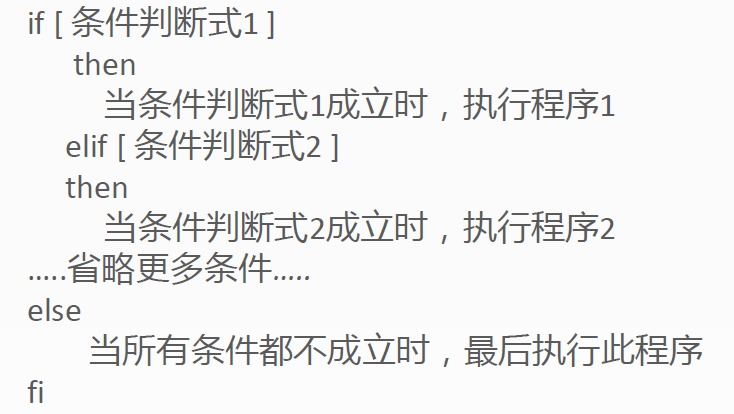 if [ 条件判断式1 ]
then
当条件判断式1成立时，执行程序1
elif [ 条件判断式2 ]
then
当条件判断式2成立时，执行程序2
…..省略更多条件…..
else
当所有条件都不成立时，最后执行此程序
fi